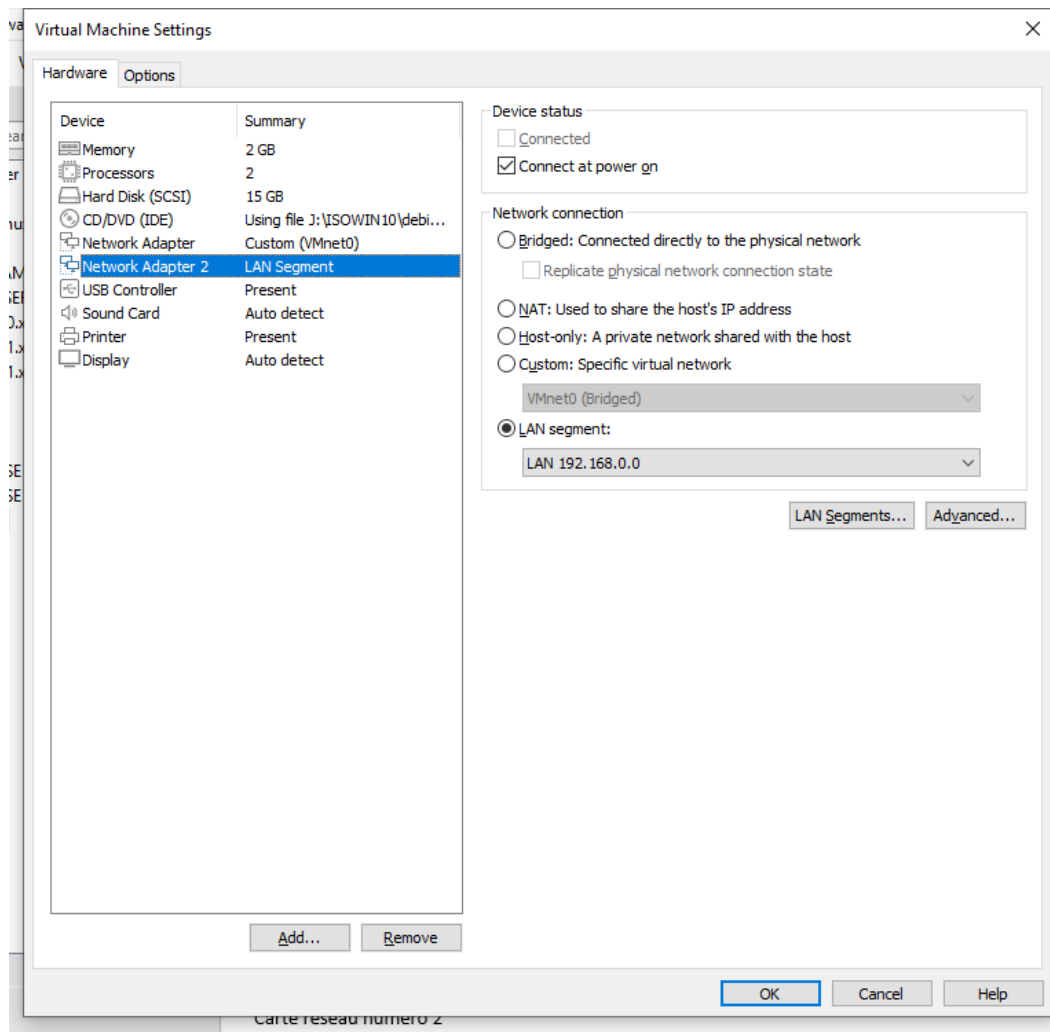 Virtual Machine Settings
Hardware Options
Device Summary
Memory 2 GB
Processors 2
Hard Disk (SCSI) 15 GB
CD/DVD (IDE) Using file J:\ISOWIN10\debi...
Network Adapter Custom (VMnet0)
Network Adapter 2 LAN Segment
USB Controller Present
Sound Card Auto detect
Printer Present
Display Auto detect
Add... Remove
Device status
Connected
Connect at power on
Network connection
Bridged: Connected directly to the physical network
Replicate physical network connection state
NAT: Used to share the host's IP address
Host-only: A private network shared with the host
Custom: Specific virtual network
VMnet0 (Bridged)
LAN segment:
LAN 192.168.0.0
LAN Segments... Advanced...
OK Cancel Help
Carte réseau numéro 2